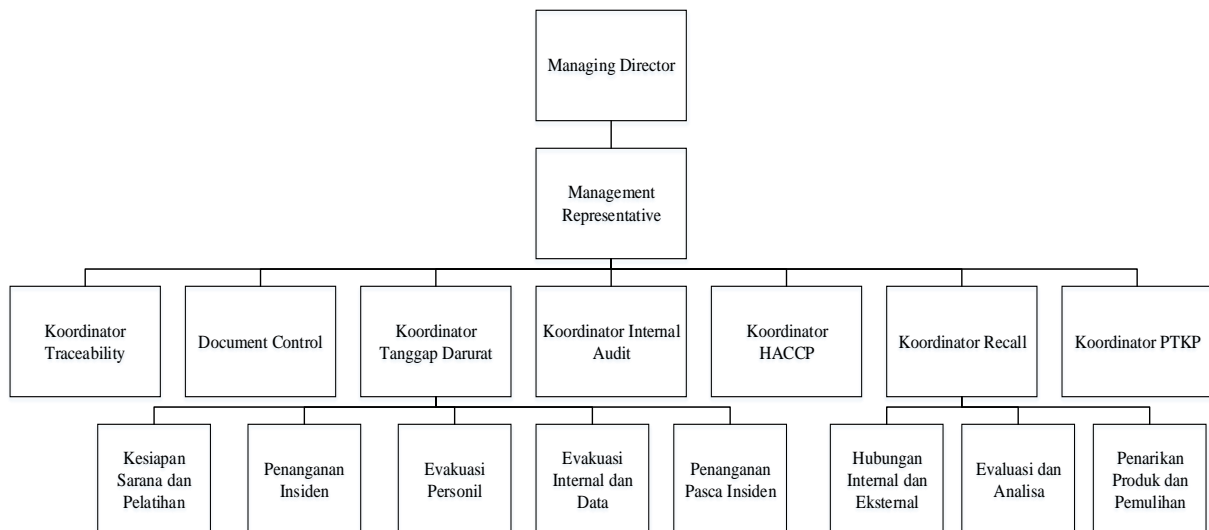 Managing Director
Management
Representative
Koordinator
Traceability
Document Control
Koordinator
Tanggap Darurat
Koordinator Internal
Audit
Koordinator
HACCP
Koordinator Recall
Koordinator PTKP
Kesiapan
Sarana dan
Pelatihan
Penanganan
Insiden
Evakuasi
Personil
Evakuasi
Internal dan
Data
Penanganan
Pasca Insiden
Hubungan
Internal dan
Eksternal
Evaluasi dan
Analisa
Penarikan
Produk dan
Pemulihan